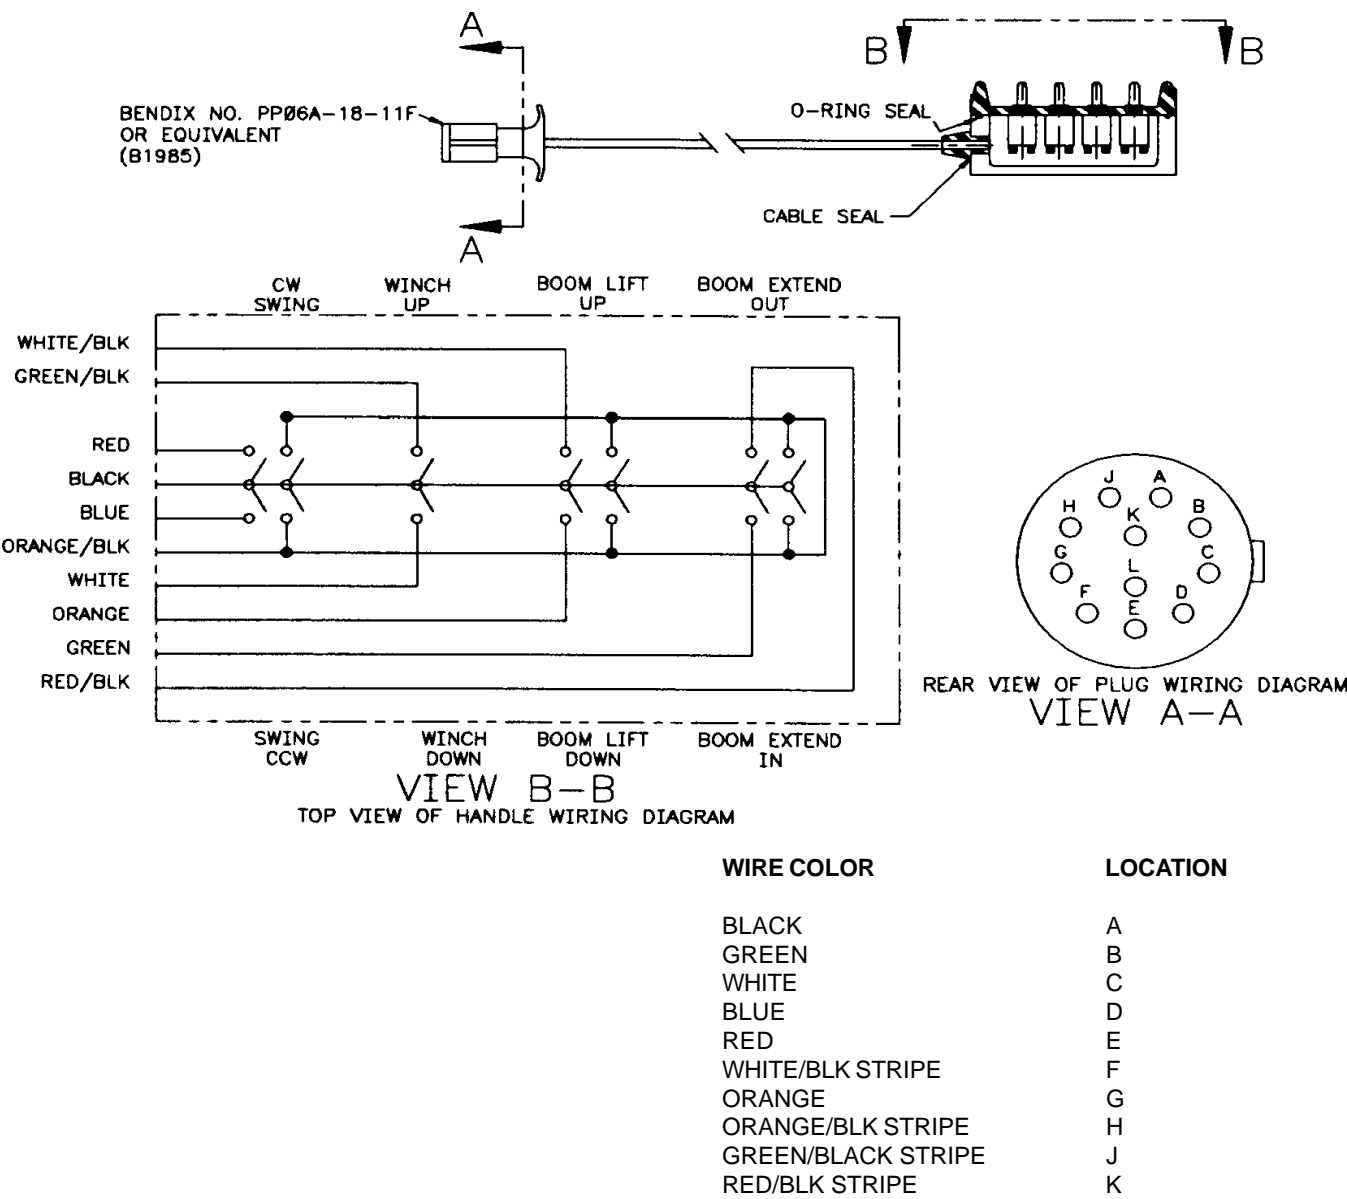 A
B
B
BENDIX NO. PP06A-18-11F
OR EQUIVALENT
(B1985)
O-RING SEAL
CABLE SEAL
A
CW
SWING
WINCH
UP
BOOM LIFT
UP
BOOM EXTEND
OUT
WHITE/BLK
GREEN/BLK
RED
BLACK
BLUE
ORANGE/BLK
WHITE
ORANGE
GREEN
RED/BLK
SWING
CCW
WINCH
DOWN
BOOM LIFT
DOWN
BOOM EXTEND
IN
VIEW B-B
TOP VIEW OF HANDLE WIRING DIAGRAM
J
A
H
K
B
G
L
C
F
E
D
REAR VIEW OF PLUG WIRING DIAGRAM
VIEW A-A
WIRE COLOR LOCATION
BLACK A
GREEN B
WHITE C
BLUE D
RED E
WHITE/BLK STRIPE F
ORANGE G
ORANGE/BLK STRIPE H
GREEN/BLACK STRIPE J
RED/BLK STRIPE K